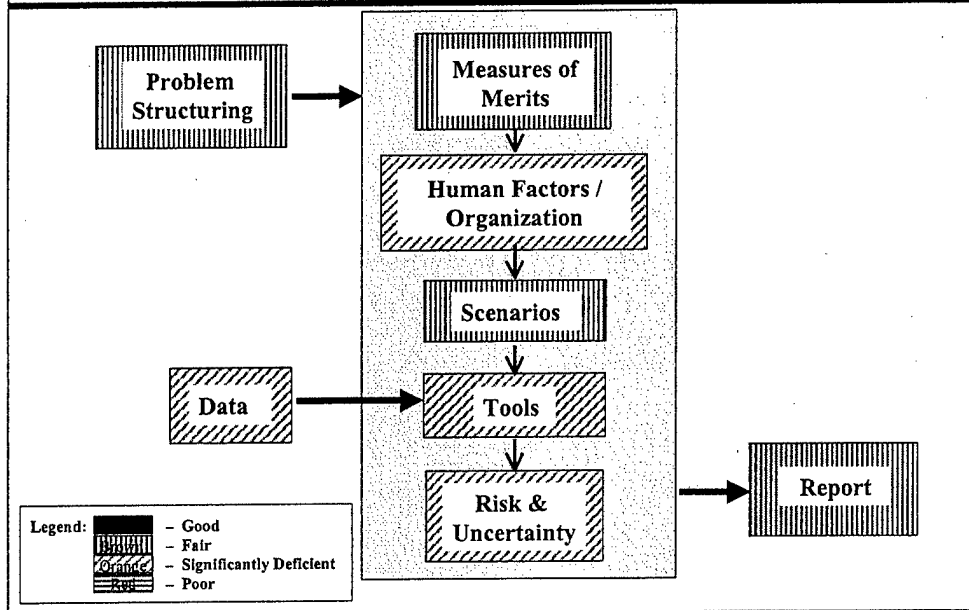 Problem
Structuring
Measures of
Merits
Human Factors /
Organization
Scenarios
Data
Tools
Risk &
Uncertainty
Report
Legend:
– Good
Brown – Fair
Orange – Significantly Deficient
Red – Poor